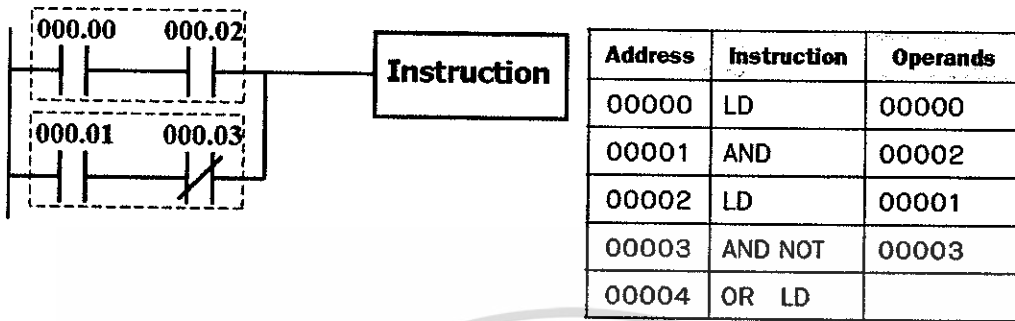 000.00 000.02
Instruction
000.01 000.03
Address Instruction Operands
00000 LD 00000
00001 AND 00002
00002 LD 00001
00003 AND NOT 00003
00004 OR LD